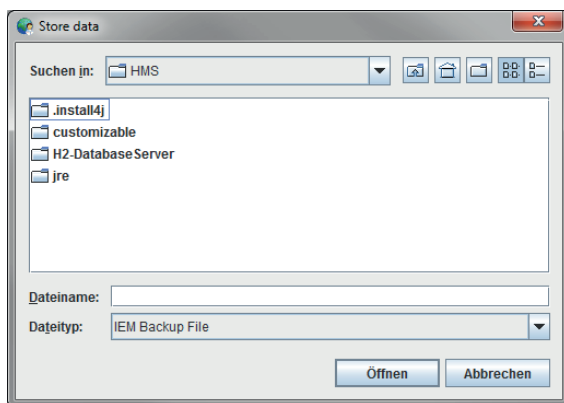 Store data
Suchen in: HMS
.install4j
customizable
H2-DatabaseServer
jre
Dateiname:
Dateityp: IEM Backup File
Öffnen Abbrechen